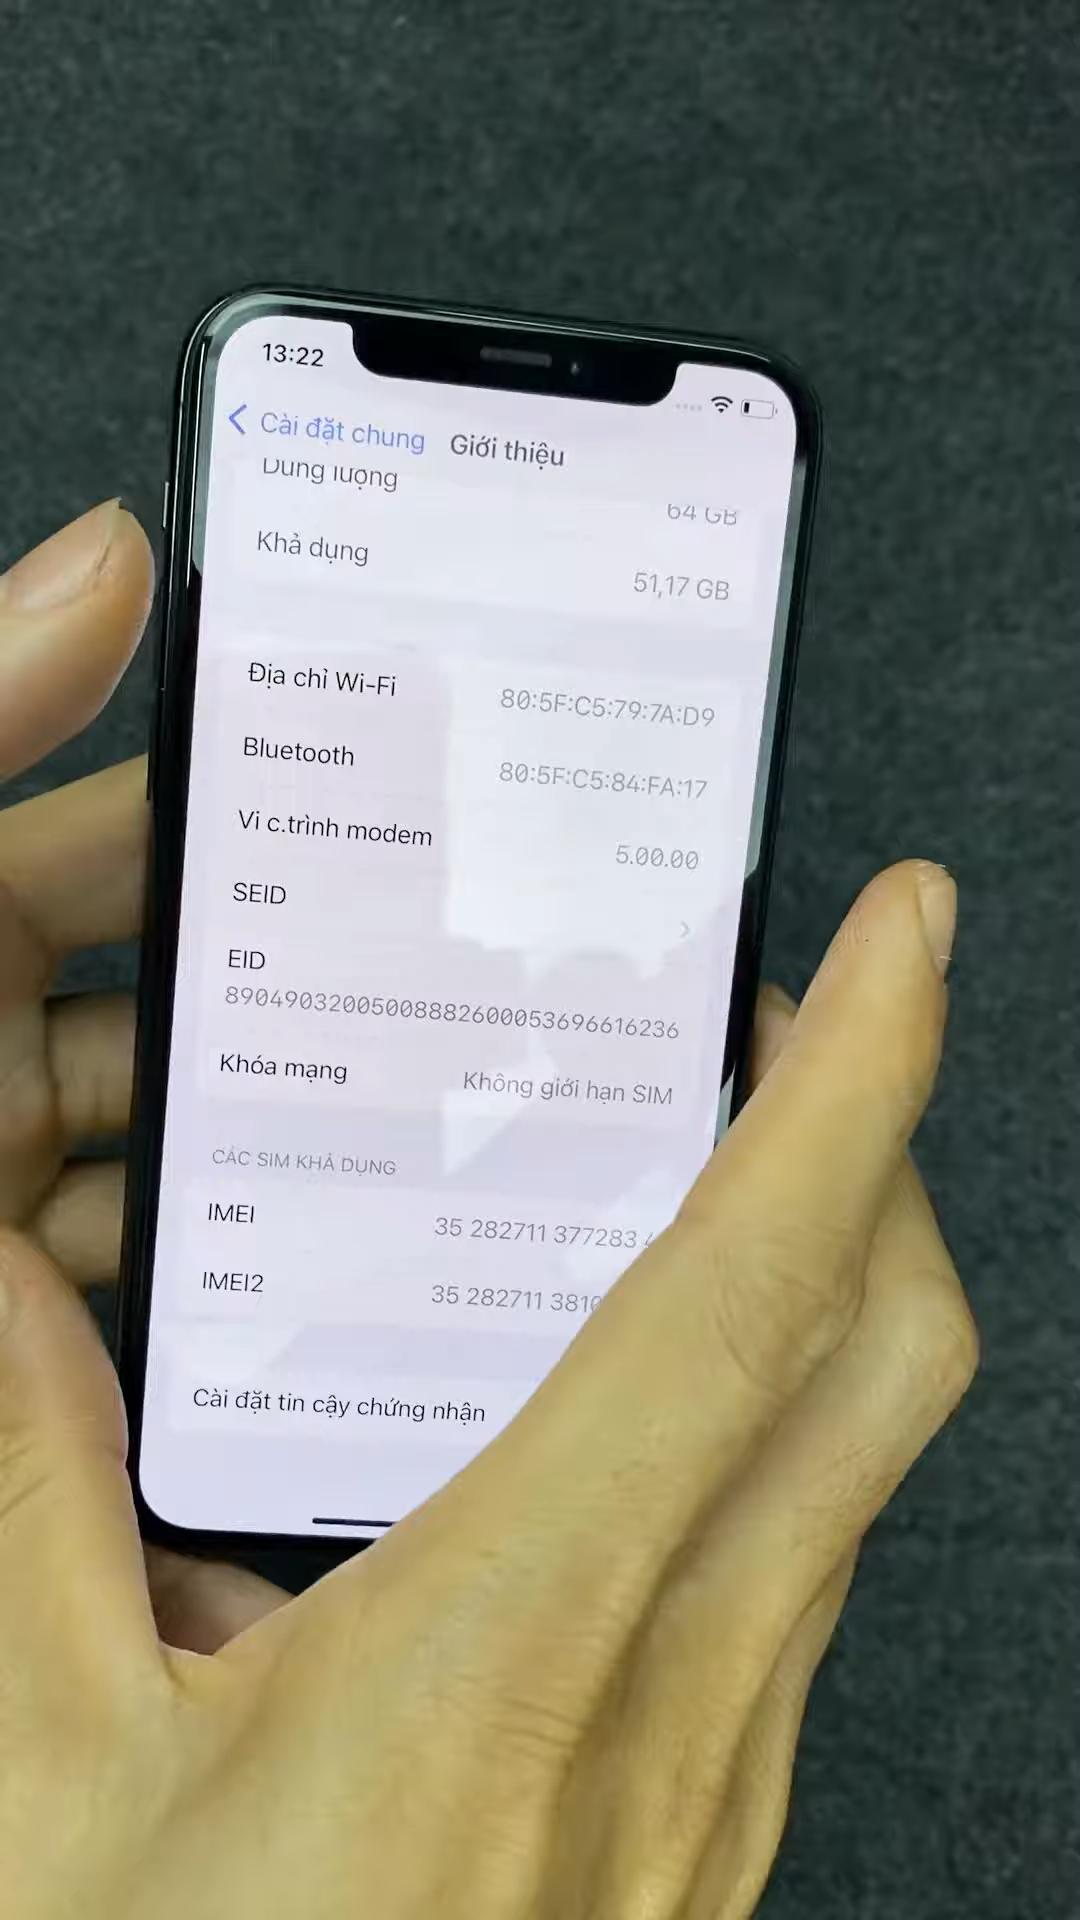 13:22
Cài đặt chung Giới thiệu
Dung lượng 64 GB
Khả dụng 51,17 GB
Địa chỉ Wi-Fi 80:5F:C5:79:7A:D9
Bluetooth 80:5F:C5:84:FA:17
Vi c.trình modem 5.00.00
SEID
EID
89049032005008882600053696616236
Khóa mạng Không giới hạn SIM
CÁC SIM KHẢ DỤNG
IMEI 35 282711 377283
IMEI2 35 282711 3810
Cài đặt tin cậy chứng nhận